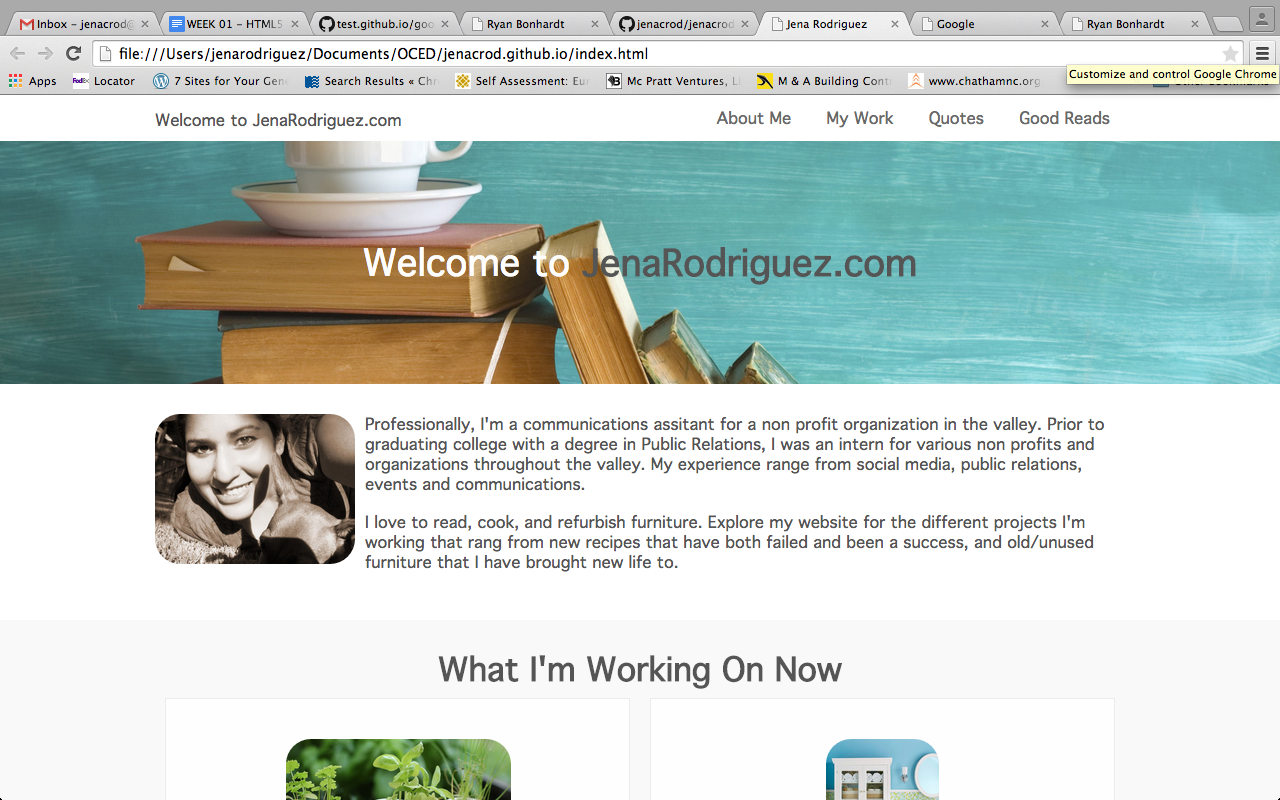 Inbox – jenacrod@
WEEK 01 – HTML5
test.github.io/goo
Ryan Bonhardt
jenacrod/jenacrod
Jena Rodriguez
Google
Ryan Bonhardt
file:///Users/jenarodriguez/Documents/OCED/jenacrod.github.io/index.html
Apps
FedEx Locator
7 Sites for Your Gen
Search Results « Chr
Self Assessment: Eu
Mc Pratt Ventures, L
M & A Building Cont
www.chathamnc.org
Other Bookmarks
Customize and control Google Chrome
Welcome to JenaRodriguez.com
About Me
My Work
Quotes
Good Reads
Welcome to JenaRodriguez.com
Professionally, I'm a communications assitant for a non profit organization in the valley. Prior to
graduating college with a degree in Public Relations, I was an intern for various non profits and
organizations throughout the valley. My experience range from social media, public relations,
events and communications.
I love to read, cook, and refurbish furniture. Explore my website for the different projects I'm
working that rang from new recipes that have both failed and been a success, and old/unused
furniture that I have brought new life to.
What I'm Working On Now